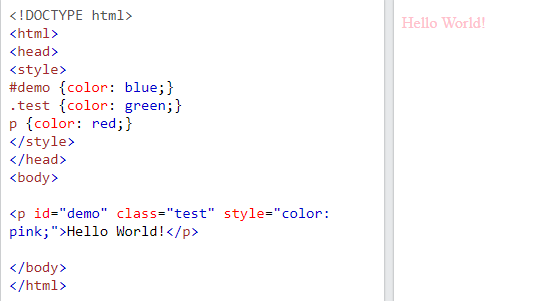 <!DOCTYPE html>
<html>
<head>
<style>
#demo {color: blue;}
.test {color: green;}
p {color: red;}
</style>
</head>
<body>
<p id="demo" class="test" style="color:
pink;">Hello World!</p>
</body>
</html>
Hello World!